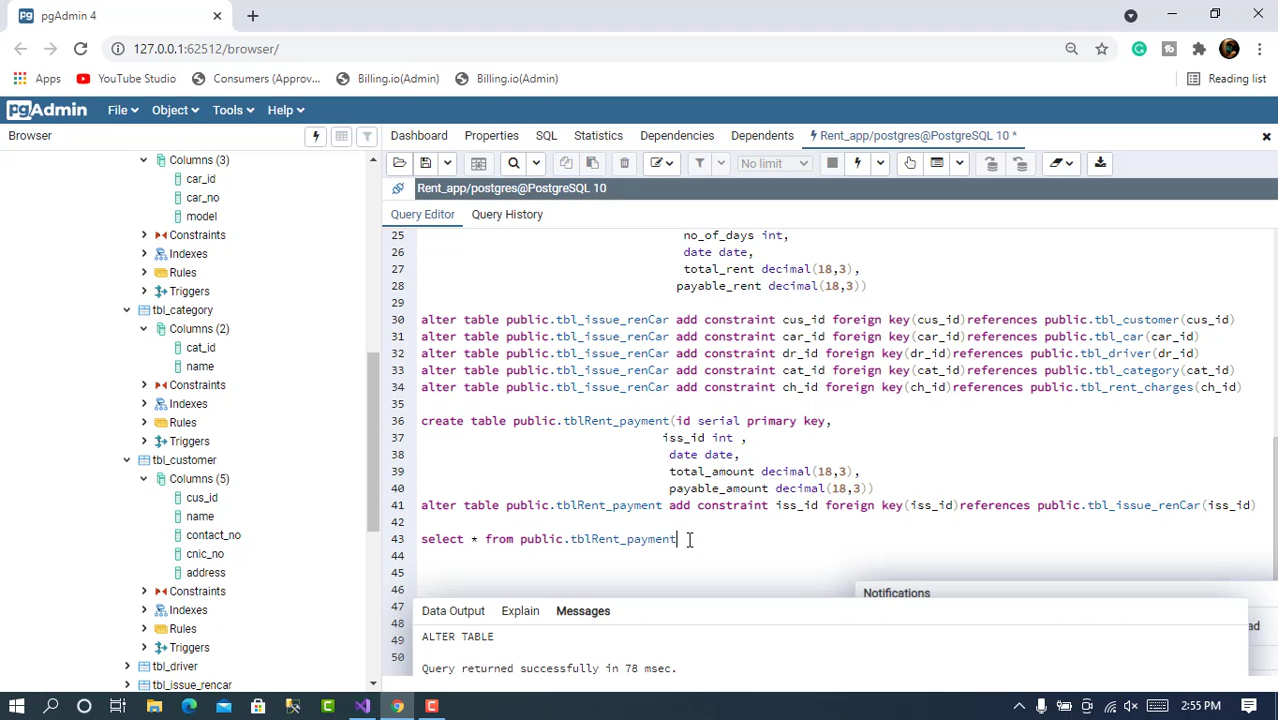 pgAdmin 4
127.0.0.1:62512/browser/
Apps YouTube Studio Consumers (Approv... Billing.io(Admin) Billing.io(Admin) Reading list
pgAdmin File Object Tools Help
Browser
Dashboard Properties SQL Statistics Dependencies Dependents Rent_app/postgres@PostgreSQL 10 *
No limit
Rent_app/postgres@PostgreSQL 10
Query Editor Query History
Columns (3)
car_id
car_no
model
Constraints
Indexes
Rules
Triggers
tbl_category
Columns (2)
cat_id
name
Constraints
Indexes
Rules
Triggers
tbl_customer
Columns (5)
cus_id
name
contact_no
cnic_no
address
Constraints
Indexes
Rules
Triggers
tbl_driver
tbl_issue_rencar
25 no_of_days int,
26 date date,
27 total_rent decimal(18,3),
28 payable_rent decimal(18,3))
29
30 alter table public.tbl_issue_renCar add constraint cus_id foreign key(cus_id)references public.tbl_customer(cus_id)
31 alter table public.tbl_issue_renCar add constraint car_id foreign key(car_id)references public.tbl_car(car_id)
32 alter table public.tbl_issue_renCar add constraint dr_id foreign key(dr_id)references public.tbl_driver(dr_id)
33 alter table public.tbl_issue_renCar add constraint cat_id foreign key(cat_id)references public.tbl_category(cat_id)
34 alter table public.tbl_issue_renCar add constraint ch_id foreign key(ch_id)references public.tbl_rent_charges(ch_id)
35
36 create table public.tblRent_payment(id serial primary key,
37 iss_id int ,
38 date date,
39 total_amount decimal(18,3),
40 payable_amount decimal(18,3))
41 alter table public.tblRent_payment add constraint iss_id foreign key(iss_id)references public.tbl_issue_renCar(iss_id)
42
43 select * from public.tblRent_payment
44
45
46
47
48
49
50
Notifications
ad
Data Output Explain Messages
ALTER TABLE
Query returned successfully in 78 msec.
2:55 PM